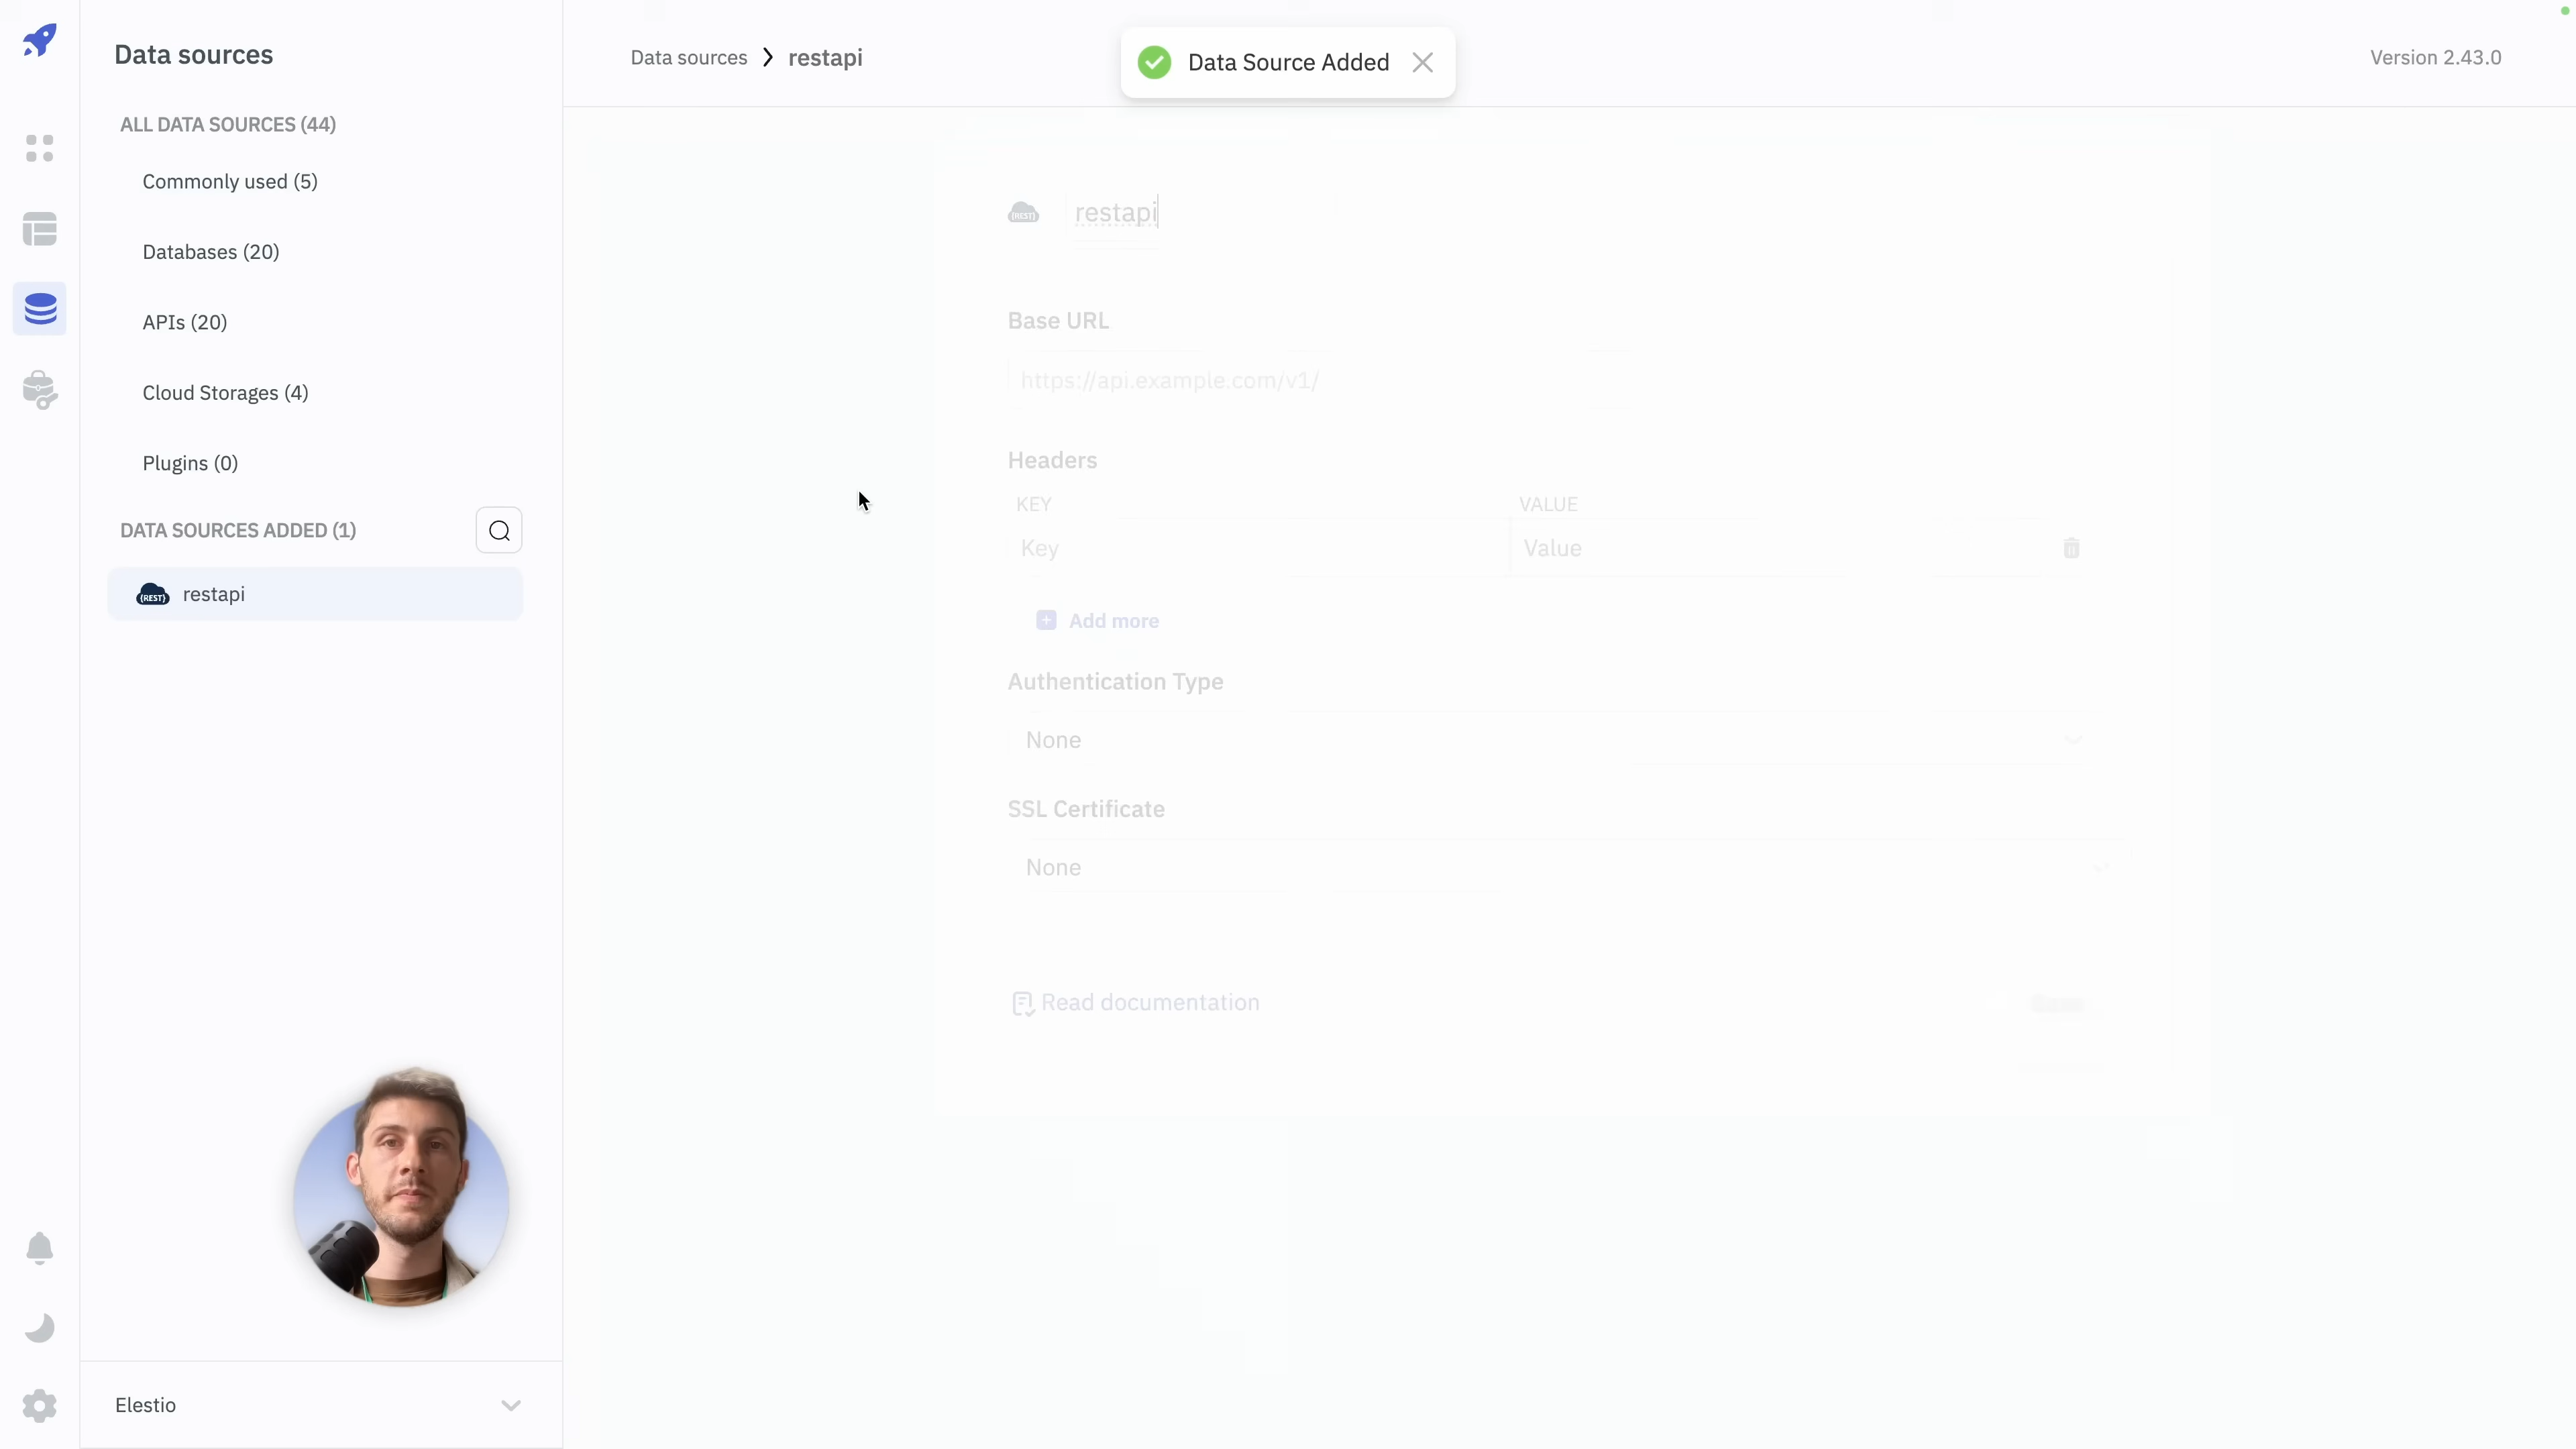 Data sources
ALL DATA SOURCES (44)
Commonly used (5)
Databases (20)
APIs (20)
Cloud Storages (4)
Plugins (0)
DATA SOURCES ADDED (1)
{REST} restapi
Elestio
Data sources > restapi
Data Source Added
Version 2.43.0
{REST} restapi
Base URL
https://api.example.com/v1/
Headers
KEY VALUE
Key Value
Add more
Authentication Type
None
SSL Certificate
None
Read documentation